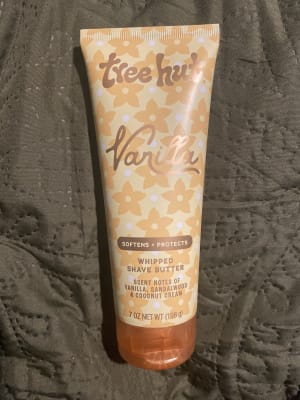 tree hut
Vanilla
SOFTENS + PROTECTS
WHIPPED
SHAVE BUTTER
SCENT NOTES OF
VANILLA, SANDALWOOD
& COCONUT CREAM
7 OZ NET WT (198 g)